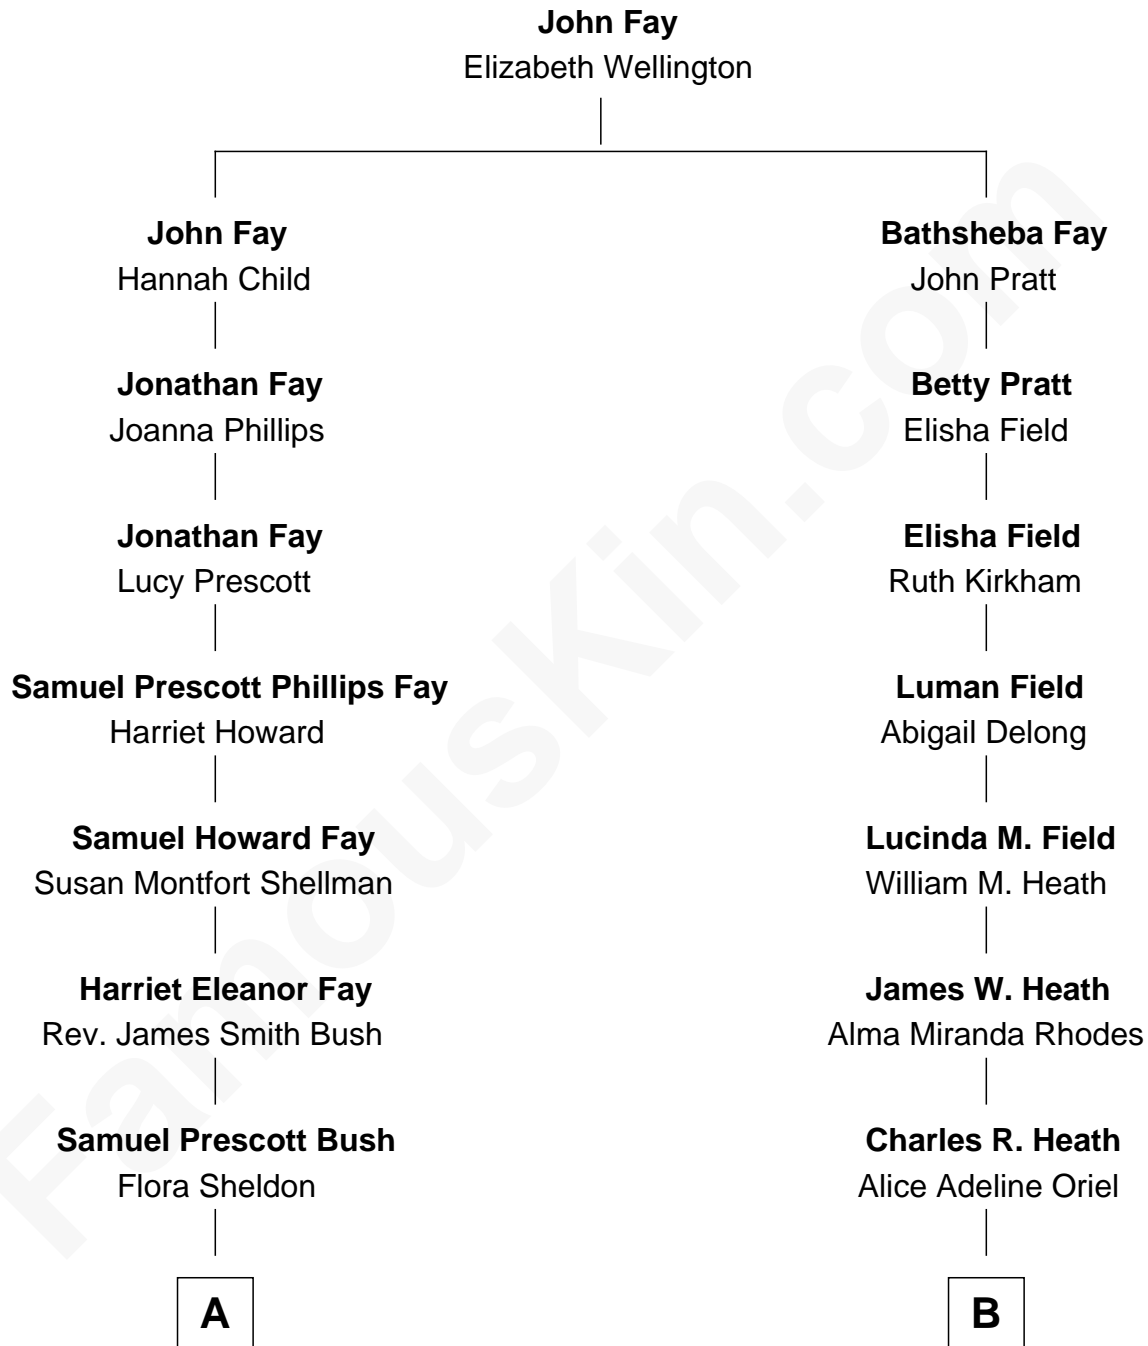 John Fay
Elizabeth Wellington
John Fay
Hannah Child
Bathsheba Fay
John Pratt
Jonathan Fay
Joanna Phillips
Betty Pratt
Elisha Field
Jonathan Fay
Lucy Prescott
Elisha Field
Ruth Kirkham
Samuel Prescott Phillips Fay
Harriet Howard
Luman Field
Abigail Delong
Samuel Howard Fay
Susan Montfort Shellman
Lucinda M. Field
William M. Heath
Harriet Eleanor Fay
Rev. James Smith Bush
James W. Heath
Alma Miranda Rhodes
Samuel Prescott Bush
Flora Sheldon
Charles R. Heath
Alice Adeline Oriel
A
B
FamousKin.com